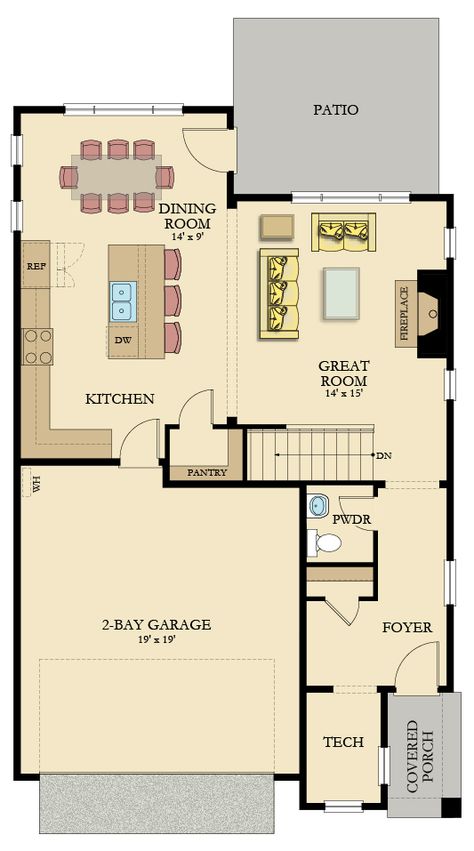 PATIO
DINING
ROOM
14' x 9'
REF
DW
FIREPLACE
GREAT
ROOM
14' x 15'
KITCHEN
DN
PANTRY
WH
PWDR
2-BAY GARAGE
19' x 19'
FOYER
TECH
COVERED
PORCH